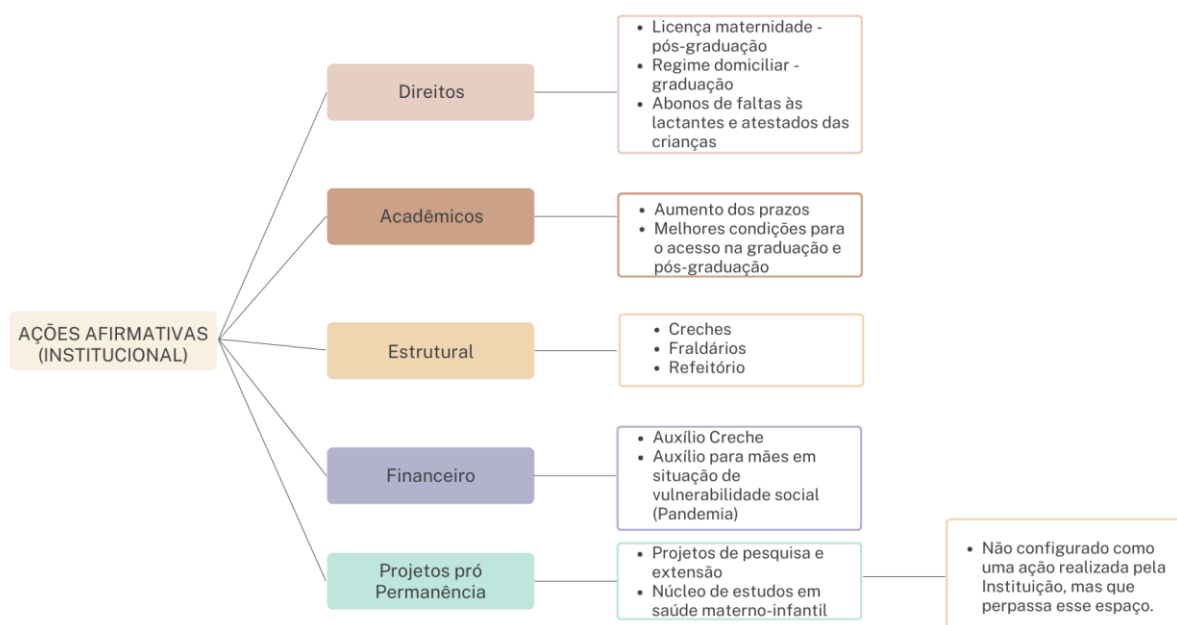 • Licença maternidade -
pós-graduação
• Regime domiciliar -
graduação
• Abonos de faltas às
lactantes e atestados das
crianças
Direitos
Acadêmicos
• Aumento dos prazos
• Melhores condições para
o acesso na graduação e
pós-graduação
AÇÕES AFIRMATIVAS
(INSTITUCIONAL)
Estrutural
• Creches
• Fraldários
• Refeitório
Financeiro
• Auxílio Creche
• Auxílio para mães em
situação de
vulnerabilidade social
(Pandemia)
Projetos pró
Permanência
• Projetos de pesquisa e
extensão
• Núcleo de estudos em
saúde materno-infantil
• Não configurado como
uma ação realizada pela
Instituição, mas que
perpassa esse espaço.